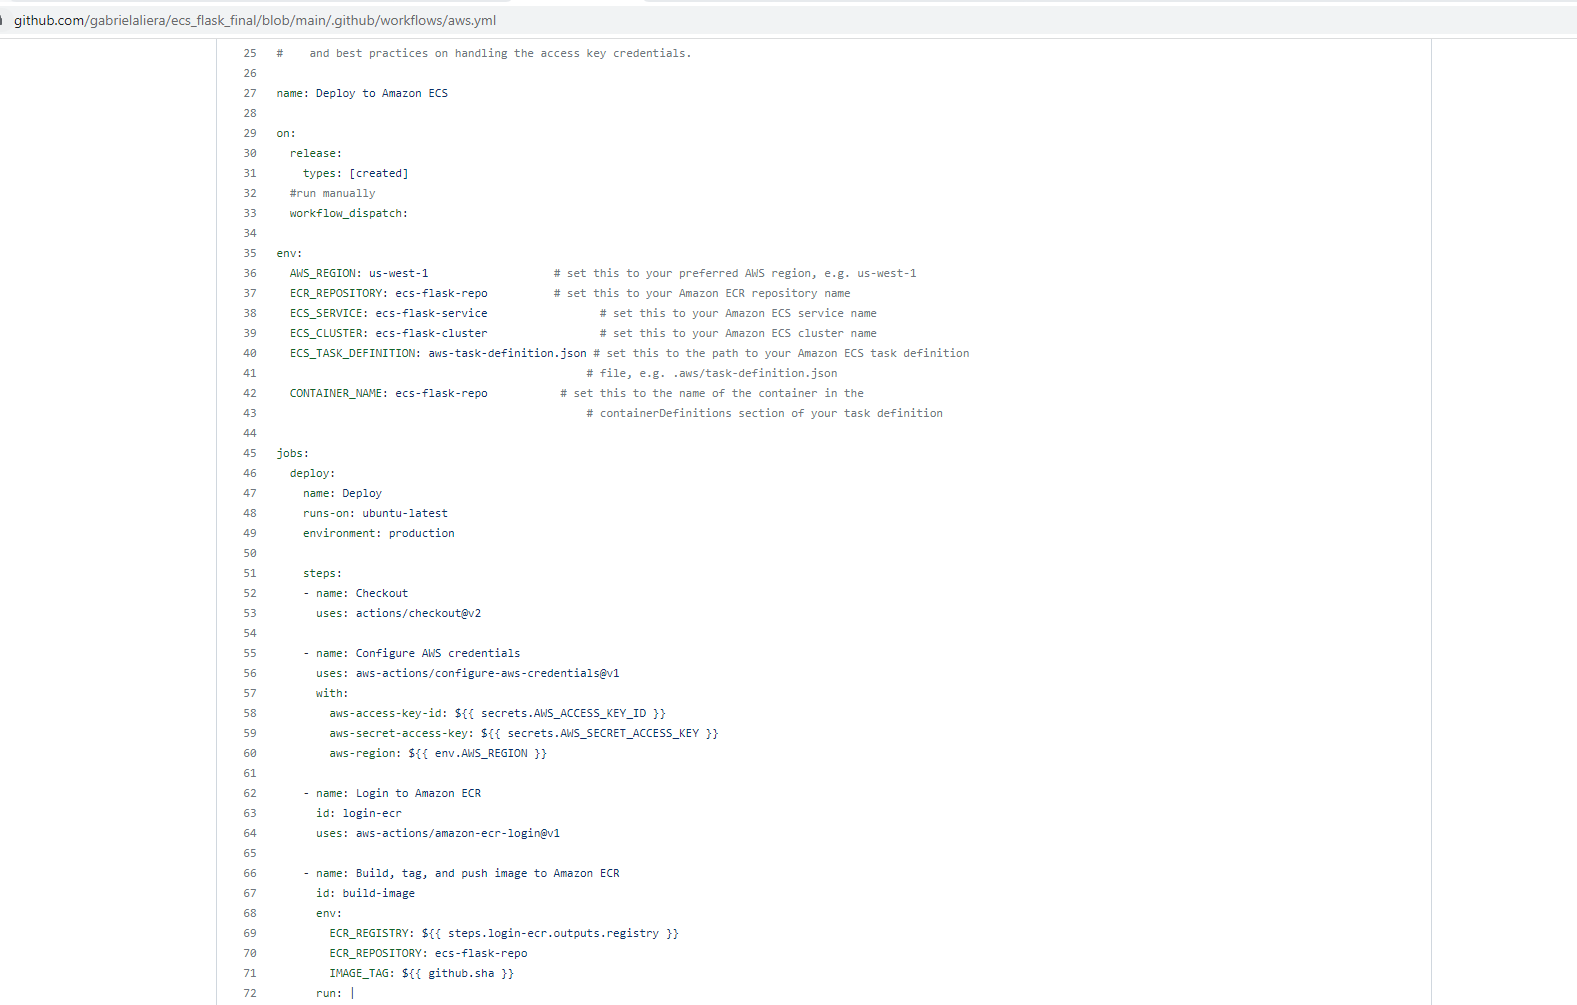 github.com/gabrielaliera/ecs_flask_final/blob/main/.github/workflows/aws.yml
25 #    and best practices on handling the access key credentials.
26
27 name: Deploy to Amazon ECS
28
29 on:
30   release:
31     types: [created]
32   #run manually
33   workflow_dispatch:
34
35 env:
36   AWS_REGION: us-west-1                   # set this to your preferred AWS region, e.g. us-west-1
37   ECR_REPOSITORY: ecs-flask-repo          # set this to your Amazon ECR repository name
38   ECS_SERVICE: ecs-flask-service                 # set this to your Amazon ECS service name
39   ECS_CLUSTER: ecs-flask-cluster                 # set this to your Amazon ECS cluster name
40   ECS_TASK_DEFINITION: aws-task-definition.json # set this to the path to your Amazon ECS task definition
41                                                # file, e.g. .aws/task-definition.json
42   CONTAINER_NAME: ecs-flask-repo           # set this to the name of the container in the
43                                                # containerDefinitions section of your task definition
44
45 jobs:
46   deploy:
47     name: Deploy
48     runs-on: ubuntu-latest
49     environment: production
50
51     steps:
52     - name: Checkout
53       uses: actions/checkout@v2
54
55     - name: Configure AWS credentials
56       uses: aws-actions/configure-aws-credentials@v1
57       with:
58         aws-access-key-id: ${{ secrets.AWS_ACCESS_KEY_ID }}
59         aws-secret-access-key: ${{ secrets.AWS_SECRET_ACCESS_KEY }}
60         aws-region: ${{ env.AWS_REGION }}
61
62     - name: Login to Amazon ECR
63       id: login-ecr
64       uses: aws-actions/amazon-ecr-login@v1
65
66     - name: Build, tag, and push image to Amazon ECR
67       id: build-image
68       env:
69         ECR_REGISTRY: ${{ steps.login-ecr.outputs.registry }}
70         ECR_REPOSITORY: ecs-flask-repo
71         IMAGE_TAG: ${{ github.sha }}
72       run: |